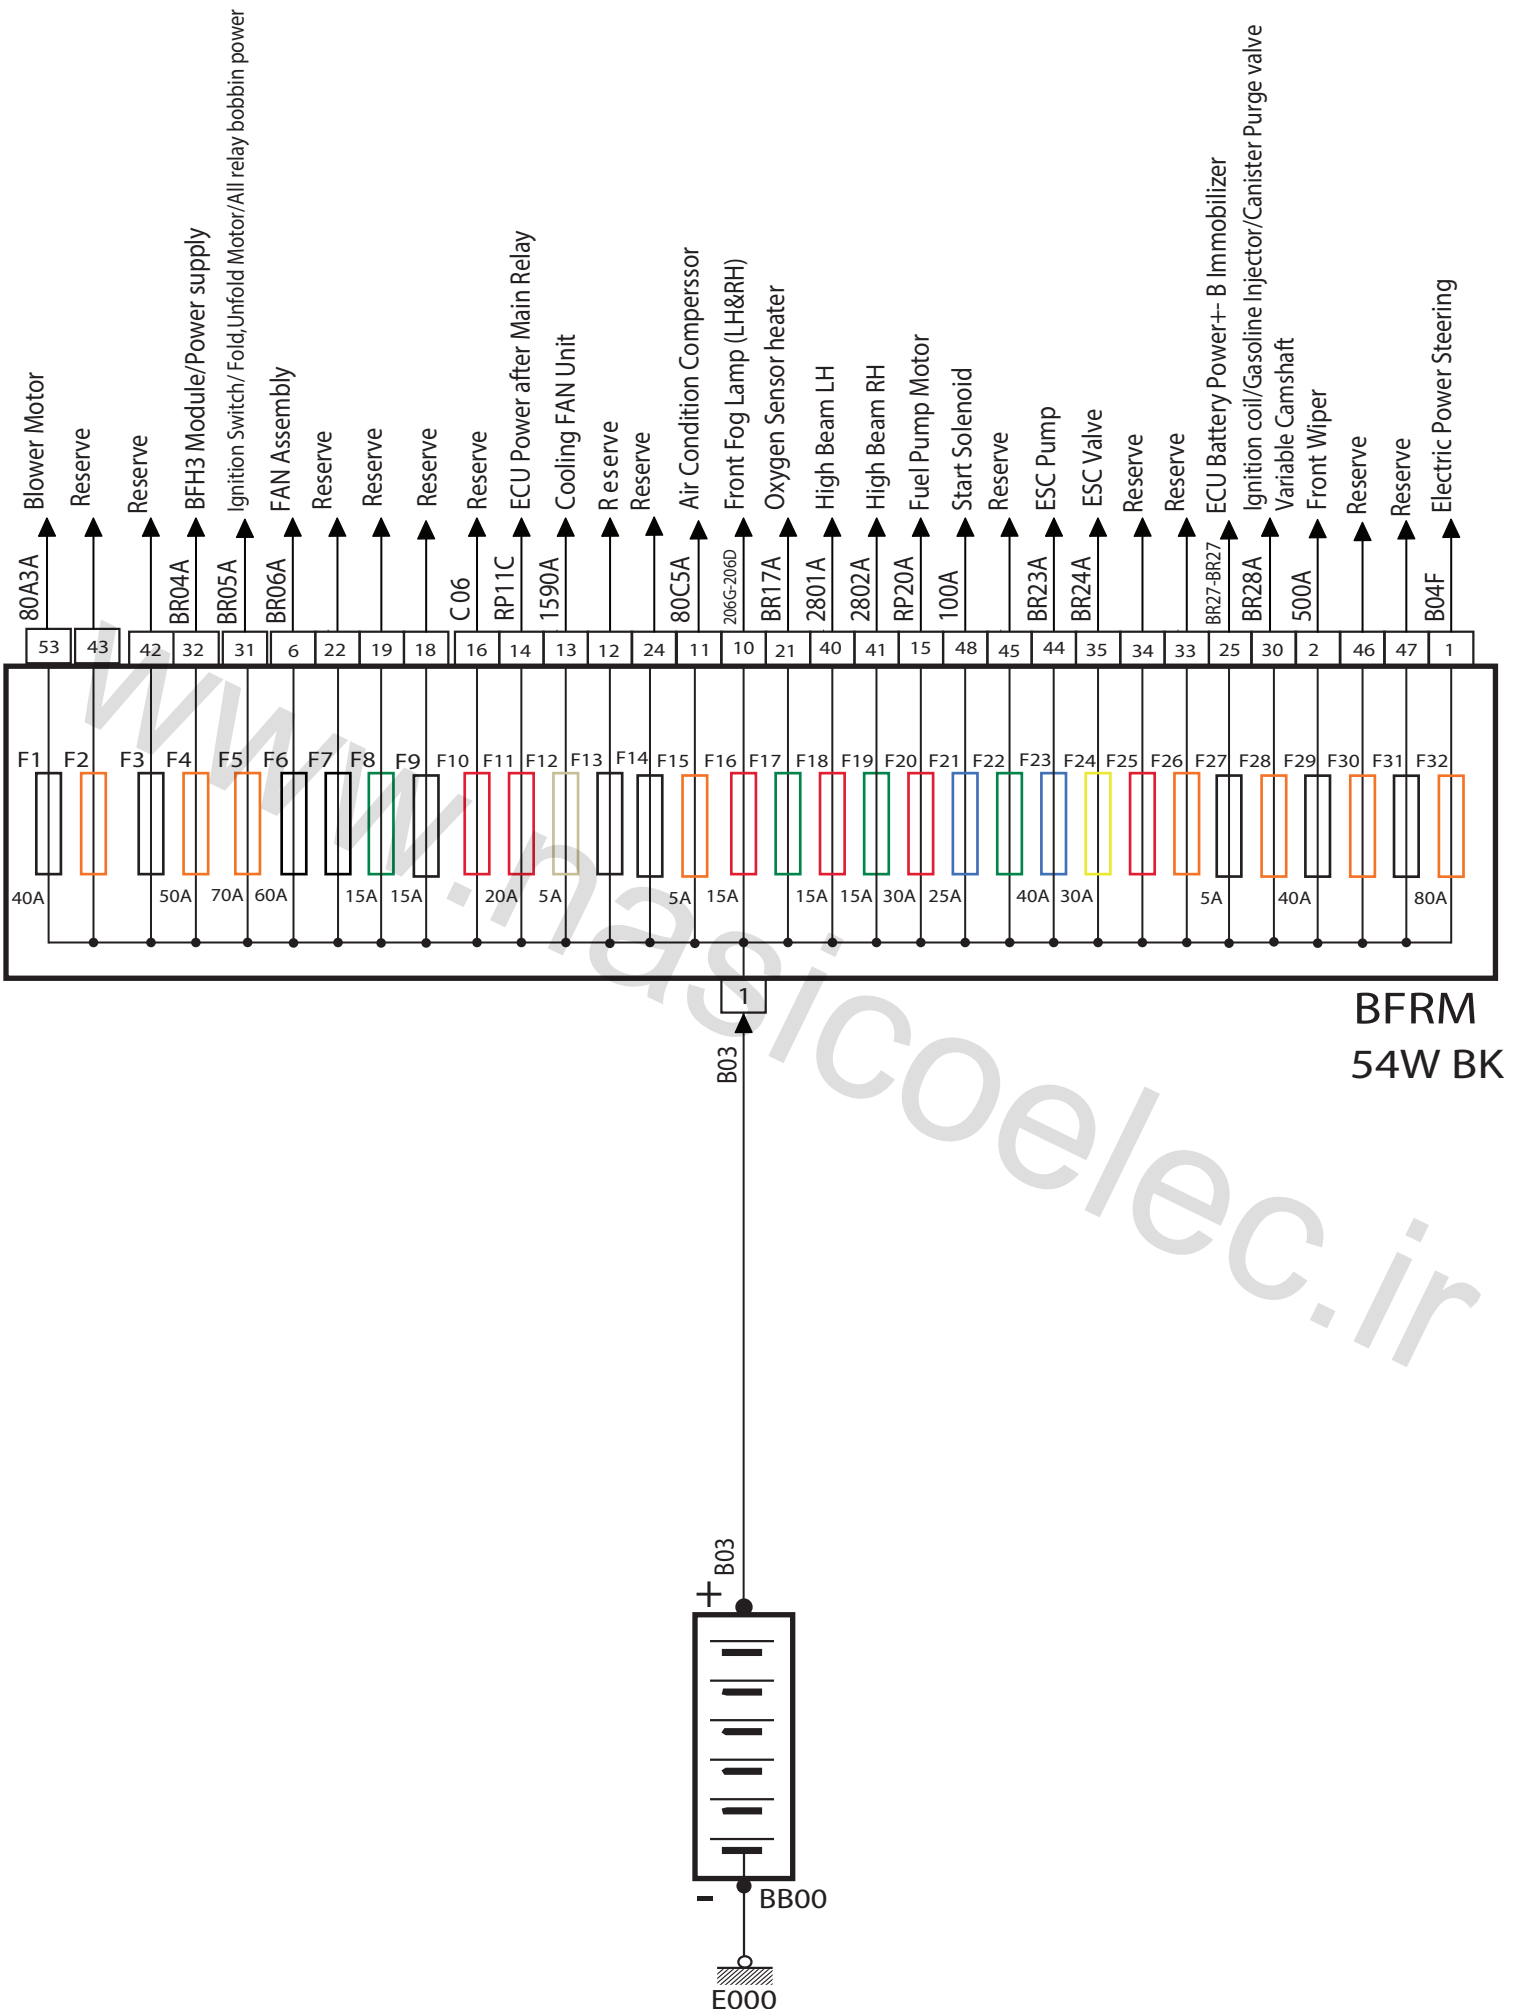 Blower Motor
Reserve
Reserve
BFH3 Module/Power supply
Ignition Switch/ Fold,Unfold Motor/All relay bobbin power
FAN Assembly
Reserve
Reserve
Reserve
Reserve
ECU Power after Main Relay
Cooling FAN Unit
Reserve
Reserve
Air Condition Comperssor
Front Fog Lamp (LH&RH)
Oxygen Sensor heater
High Beam LH
High Beam RH
Fuel Pump Motor
Start Solenoid
Reserve
ESC Pump
ESC Valve
Reserve
Reserve
ECU Battery Power+- B Immobilizer
Ignition coil/Gasoline Injector/Canister Purge valve
Variable Camshaft
Front Wiper
Reserve
Reserve
Electric Power Steering
80A3A BR04A BR05A BR06A C 06 RP11C 1590A 80C5A 206G-206D BR17A 2801A 2802A RP20A 100A BR23A BR24A BR27-BR27 BR28A 500A B04F
53 43 42 32 31 6 22 19 18 16 14 13 12 24 11 10 21 40 41 15 48 45 44 35 34 33 25 30 2 46 47 1
F1 F2 F3 F4 F5 F6 F7 F8 F9 F10 F11 F12 F13 F14 F15 F16 F17 F18 F19 F20 F21 F22 F23 F24 F25 F26 F27 F28 F29 F30 F31 F32
40A 50A 70A 60A 15A 15A 20A 5A 5A 15A 15A 15A 30A 25A 40A 30A 5A 40A 80A
1
BFRM
54W BK
B03
www.nasicoelec.ir
B03
+
-
BB00
E000